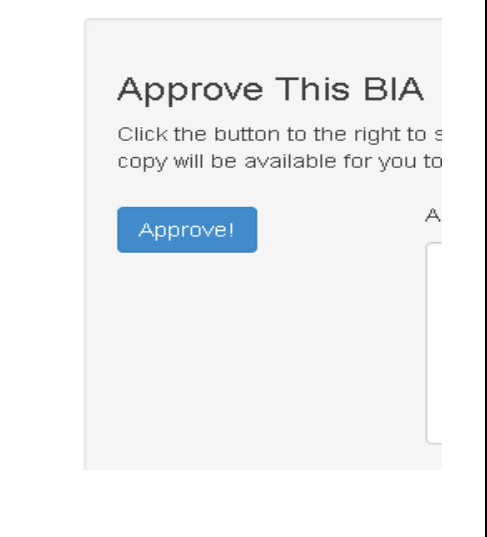 Approve This BIA
Click the button to the right to
copy will be available for you to
Approve!
A